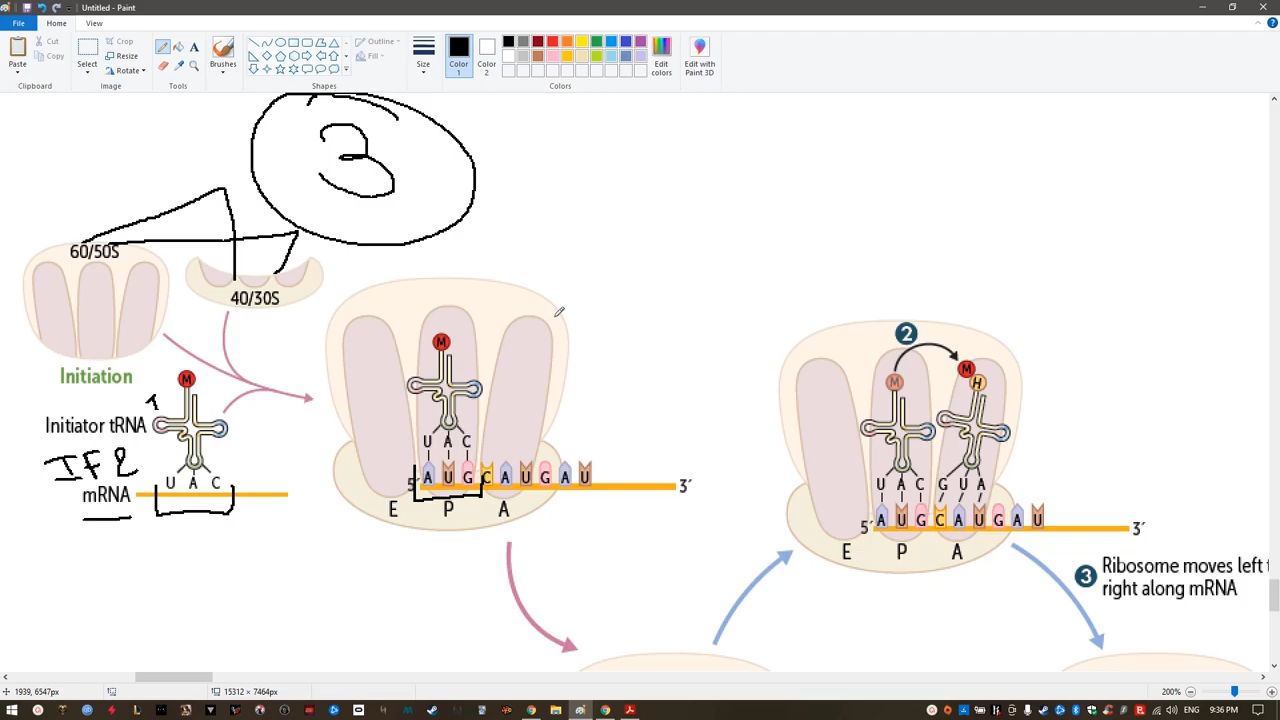 Untitled - Paint
File Home View
Paste
Cut
Copy
Clipboard
Select
Crop
Resize
Rotate
Image
A
Tools
Brushes
Shapes
Outline
Fill
Size
Color 1
Color 2
Edit colors
Edit with Paint 3D
Colors
3
60/50S
40/30S
Initiation
M
Initiator tRNA
IF2
U A C
mRNA
M
U A C
5′ A U G C A U G A U 3′
E P A
2
M M
H
U A C G U A
5′ A U G C A U G A U 3′
E P A
3 Ribosome moves left t
right along mRNA
1939, 6547px
15312 × 7464px
200%
ENG 9:36 PM